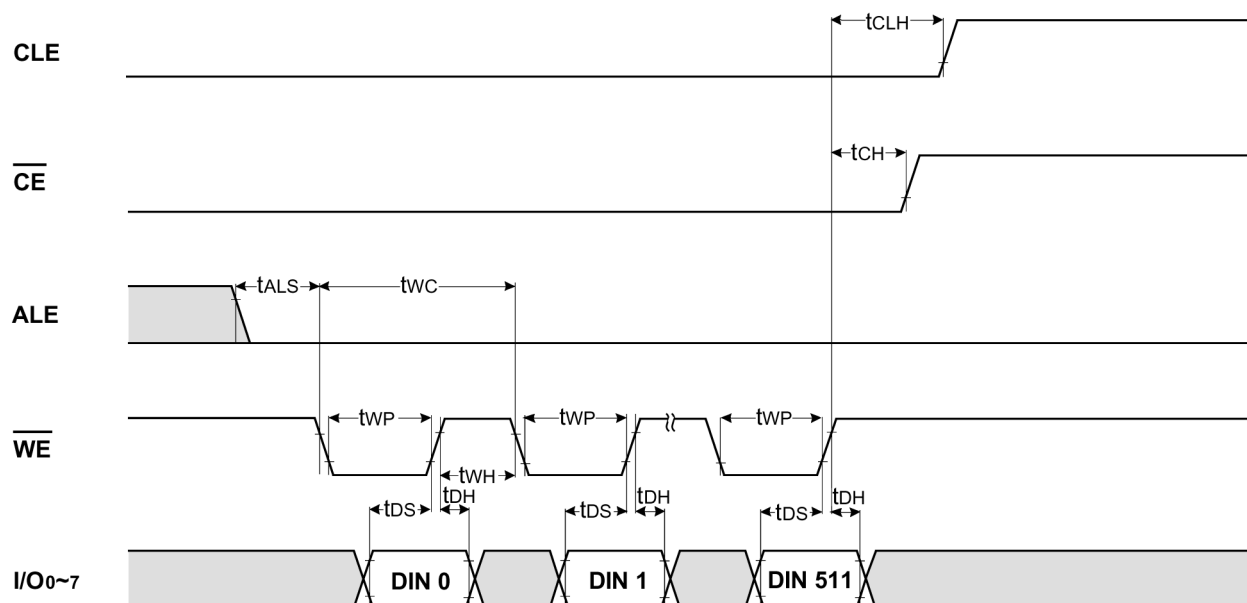 CLE tCLH
CE tCH
ALE tALS tWC
WE tWP tWP tWP
tWH
tDS tDH tDS tDH tDS tDH
I/O0~7 DIN 0 DIN 1 DIN 511